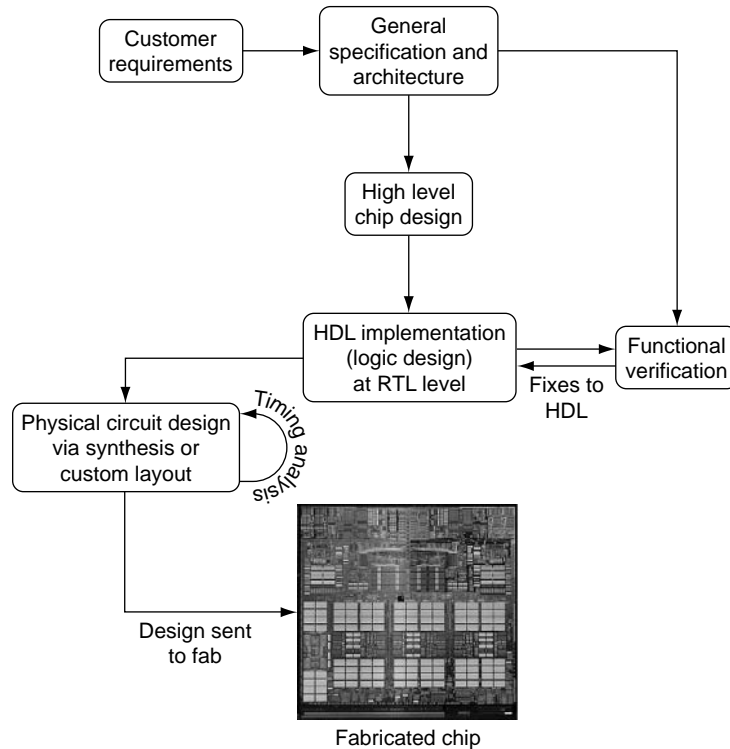 Customer
requirements
General
specification and
architecture
High level
chip design
HDL implementation
(logic design)
at RTL level
Functional
verification
Fixes to
HDL
Physical circuit design
via synthesis or
custom layout
Timing analysis
Design sent
to fab
Fabricated chip